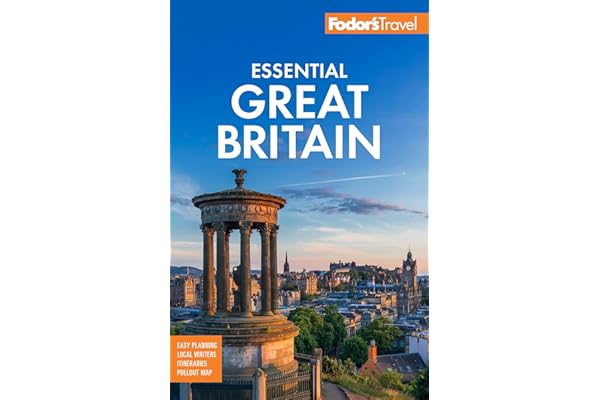 Fodor'sTravel
ESSENTIAL
GREAT
BRITAIN
EASY PLANNING
LOCAL WRITERS
ITINERARIES
PULLOUT MAP